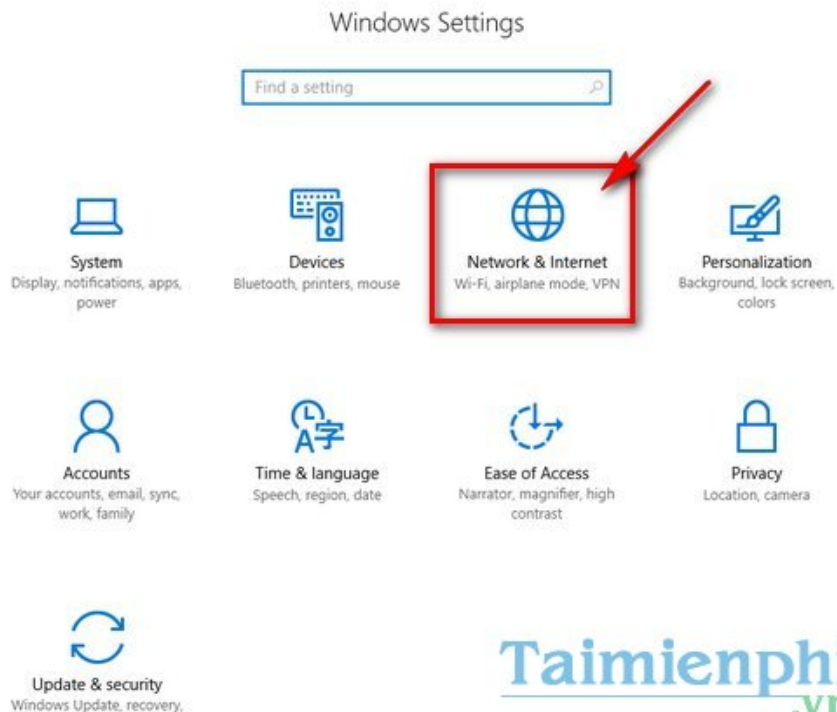 Windows Settings
Find a setting
System
Display, notifications, apps,
power
Devices
Bluetooth, printers, mouse
Network & Internet
Wi-Fi, airplane mode, VPN
Personalization
Background, lock screen,
colors
Accounts
Your accounts, email, sync,
work, family
Time & language
Speech, region, date
Ease of Access
Narrator, magnifier, high
contrast
Privacy
Location, camera
Update & security
Windows Update, recovery,
Taimienph
.vn